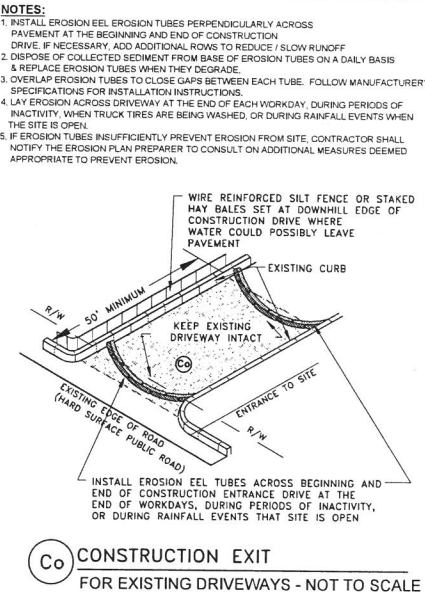 NOTES:
1. INSTALL EROSION EEL EROSION TUBES PERPENDICULARLY ACROSS
PAVEMENT AT THE BEGINNING AND END OF CONSTRUCTION
DRIVE. IF NECESSARY, ADD ADDITIONAL ROWS TO REDUCE / SLOW RUNOFF
2. DISPOSE OF COLLECTED SEDIMENT FROM BASE OF EROSION TUBES ON A DAILY BASIS
& REPLACE EROSION TUBES WHEN THEY DEGRADE.
3. OVERLAP EROSION TUBES TO CLOSE GAPS BETWEEN EACH TUBE. FOLLOW MANUFACTURER'
SPECIFICATIONS FOR INSTALLATION INSTRUCTIONS.
4. LAY EROSION ACROSS DRIVEWAY AT THE END OF EACH WORKDAY, DURING PERIODS OF
INACTIVITY, WHEN TRUCK TIRES ARE BEING WASHED, OR DURING RAINFALL EVENTS WHEN
THE SITE IS OPEN.
5. IF EROSION TUBES INSUFFICIENTLY PREVENT EROSION FROM SITE, CONTRACTOR SHALL
NOTIFY THE EROSION PLAN PREPARER TO CONSULT ON ADDITIONAL MEASURES DEEMED
APPROPRIATE TO PREVENT EROSION.
WIRE REINFORCED SILT FENCE OR STAKED
HAY BALES SET AT DOWNHILL EDGE OF
CONSTRUCTION DRIVE WHERE
WATER COULD POSSIBLY LEAVE
PAVEMENT
EXISTING CURB
R/W
50' MINIMUM
KEEP EXISTING
DRIVEWAY INTACT
Co
ENTRANCE TO SITE
R/W
EXISTING EDGE OF ROAD
(HARD SURFACE PUBLIC ROAD)
INSTALL EROSION EEL TUBES ACROSS BEGINNING AND
END OF CONSTRUCTION ENTRANCE DRIVE AT THE
END OF WORKDAYS, DURING PERIODS OF INACTIVITY,
OR DURING RAINFALL EVENTS THAT SITE IS OPEN
Co
CONSTRUCTION EXIT
FOR EXISTING DRIVEWAYS - NOT TO SCALE